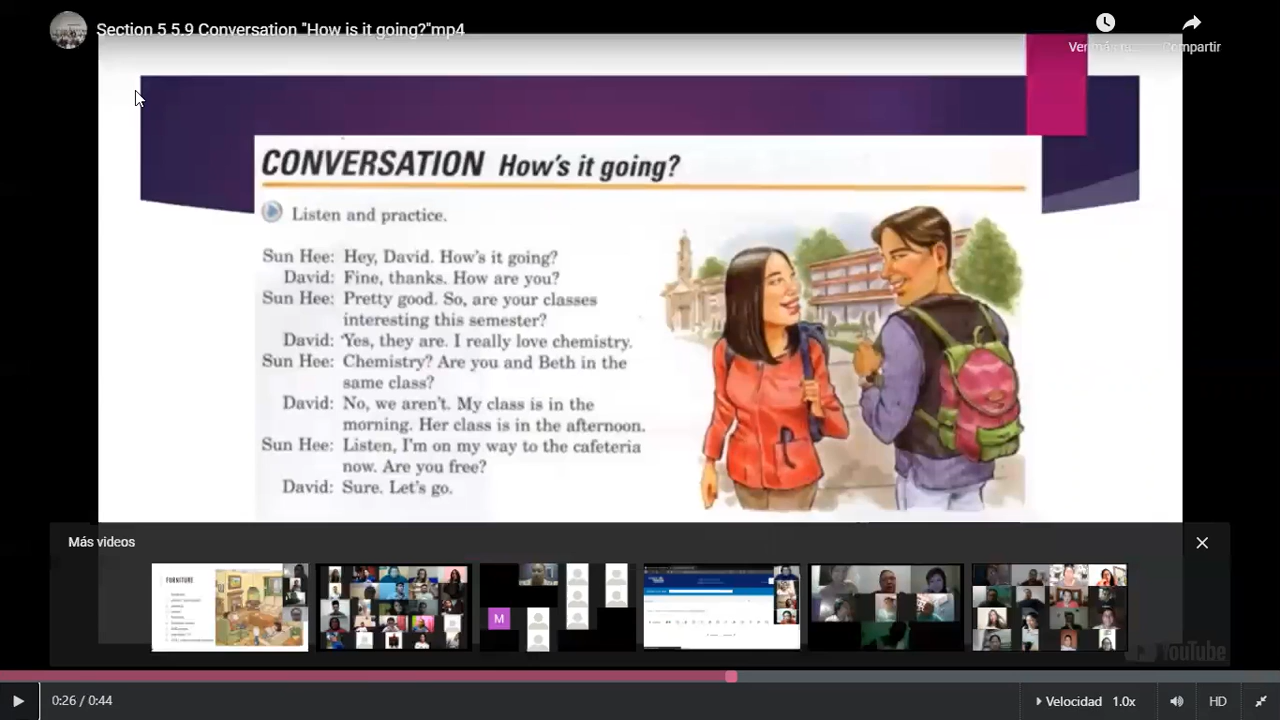 Section 5 5.9 Conversation "How is it going?"mp4
Compartir
CONVERSATION How's it going?
Listen and practice.
Sun Hee: Hey, David. How's it going?
David: Fine, thanks. How are you?
Sun Hee: Pretty good. So, are your classes
interesting this semester?
David: Yes, they are. I really love chemistry.
Sun Hee: Chemistry? Are you and Beth in the
same class?
David: No, we aren't. My class is in the
morning. Her class is in the afternoon.
Sun Hee: Listen, I'm on my way to the cafeteria
now. Are you free?
David: Sure. Let's go.
Más videos
FURNITURE
M
YouTube
0:26 / 0:44
Velocidad 1.0x
HD